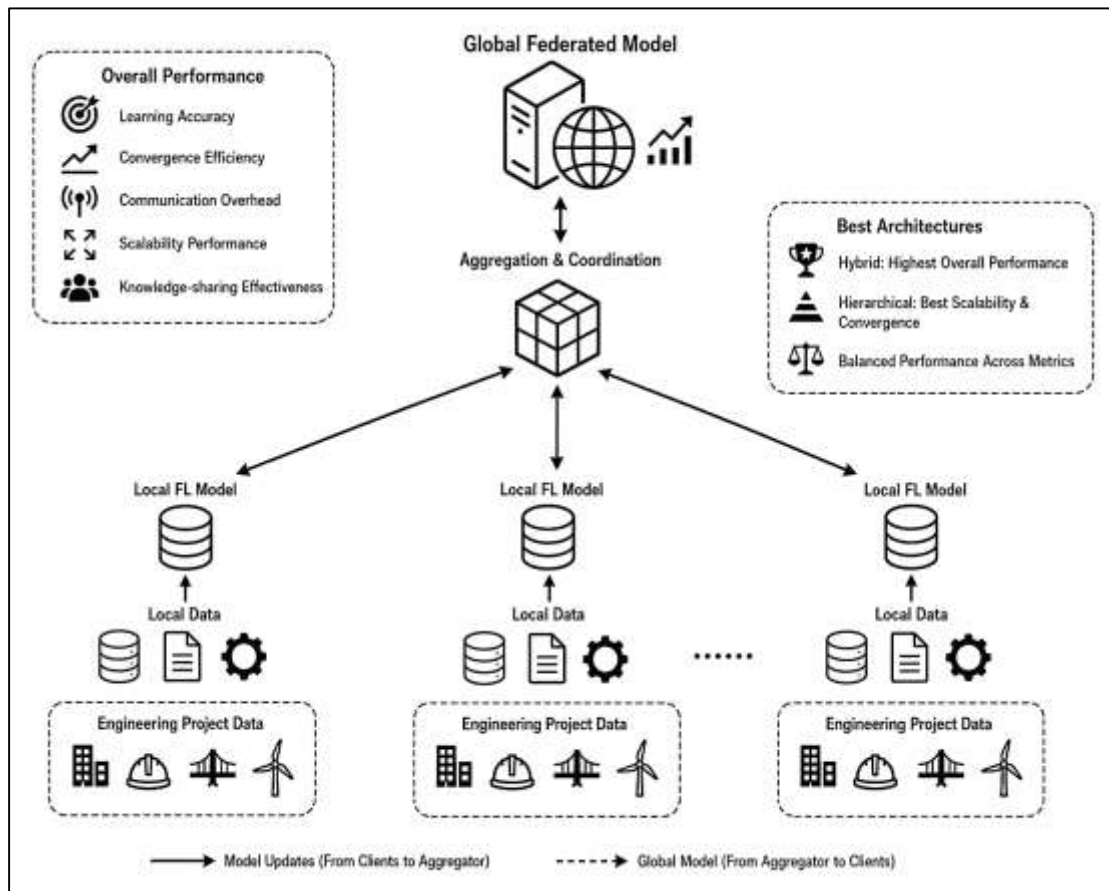 Global Federated Model
Overall Performance
Learning Accuracy
Convergence Efficiency
Communication Overhead
Scalability Performance
Knowledge-sharing Effectiveness
Aggregation & Coordination
Best Architectures
Hybrid: Highest Overall Performance
Hierarchical: Best Scalability &
Convergence
Balanced Performance Across Metrics
Local FL Model
Local FL Model
Local FL Model
Local Data
Local Data
Local Data
......
Engineering Project Data
Engineering Project Data
Engineering Project Data
Model Updates (From Clients to Aggregator)
Global Model (From Aggregator to Clients)